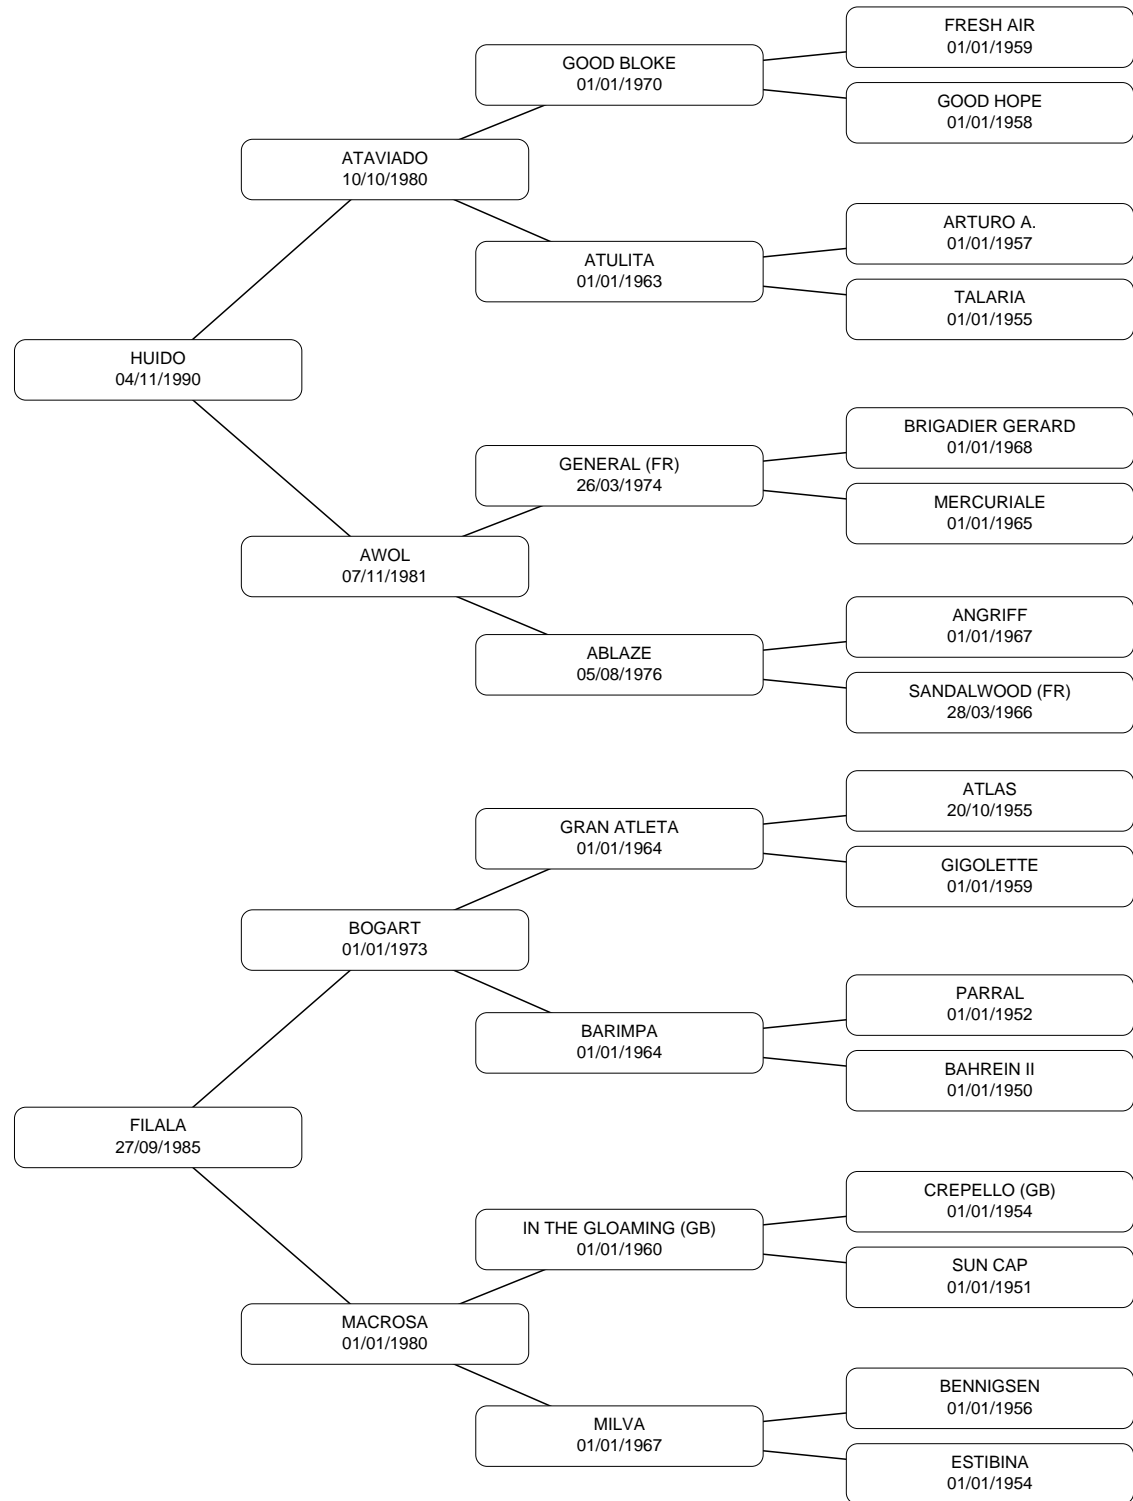 FRESH AIR
01/01/1959
GOOD BLOKE
01/01/1970
GOOD HOPE
01/01/1958
ATAVIADO
10/10/1980
ARTURO A.
01/01/1957
ATULITA
01/01/1963
TALARIA
01/01/1955
HUIDO
04/11/1990
BRIGADIER GERARD
01/01/1968
GENERAL (FR)
26/03/1974
MERCURIALE
01/01/1965
AWOL
07/11/1981
ANGRIFF
01/01/1967
ABLAZE
05/08/1976
SANDALWOOD (FR)
28/03/1966
ATLAS
20/10/1955
GRAN ATLETA
01/01/1964
GIGOLETTE
01/01/1959
BOGART
01/01/1973
PARRAL
01/01/1952
BARIMPA
01/01/1964
BAHREIN II
01/01/1950
FILALA
27/09/1985
CREPELLO (GB)
01/01/1954
IN THE GLOAMING (GB)
01/01/1960
SUN CAP
01/01/1951
MACROSA
01/01/1980
BENNIGSEN
01/01/1956
MILVA
01/01/1967
ESTIBINA
01/01/1954